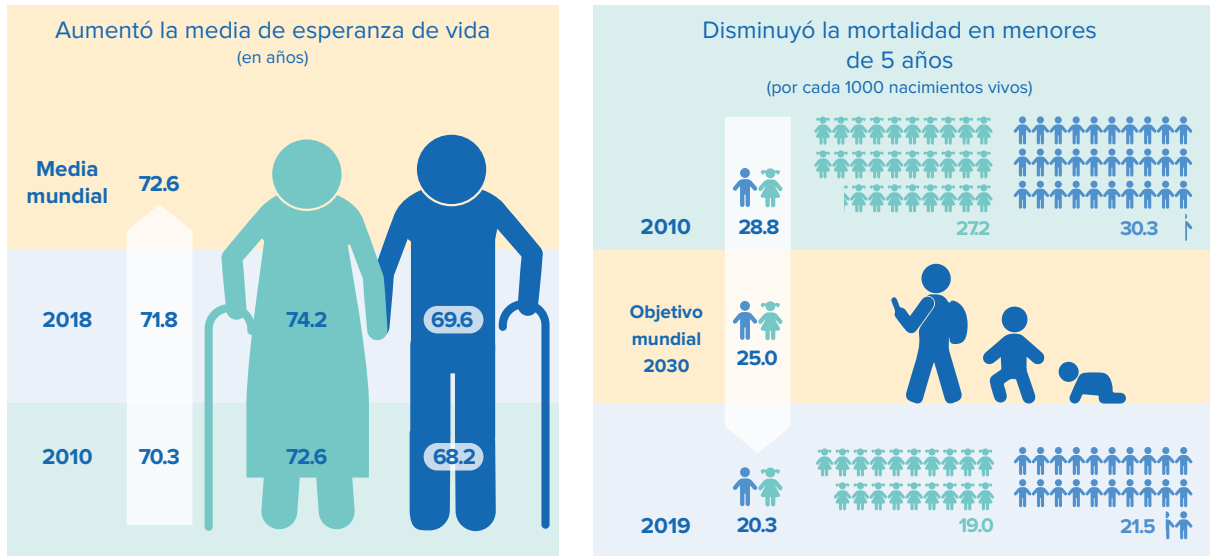 Aumentó la media de esperanza de vida
(en años)
Media
mundial
72.6
2018
71.8
74.2
69.6
2010
70.3
72.6
68.2
Disminuyó la mortalidad en menores
de 5 años
(por cada 1000 nacimientos vivos)
2010
28.8
27.2
30.3
Objetivo
mundial
2030
25.0
2019
20.3
19.0
21.5